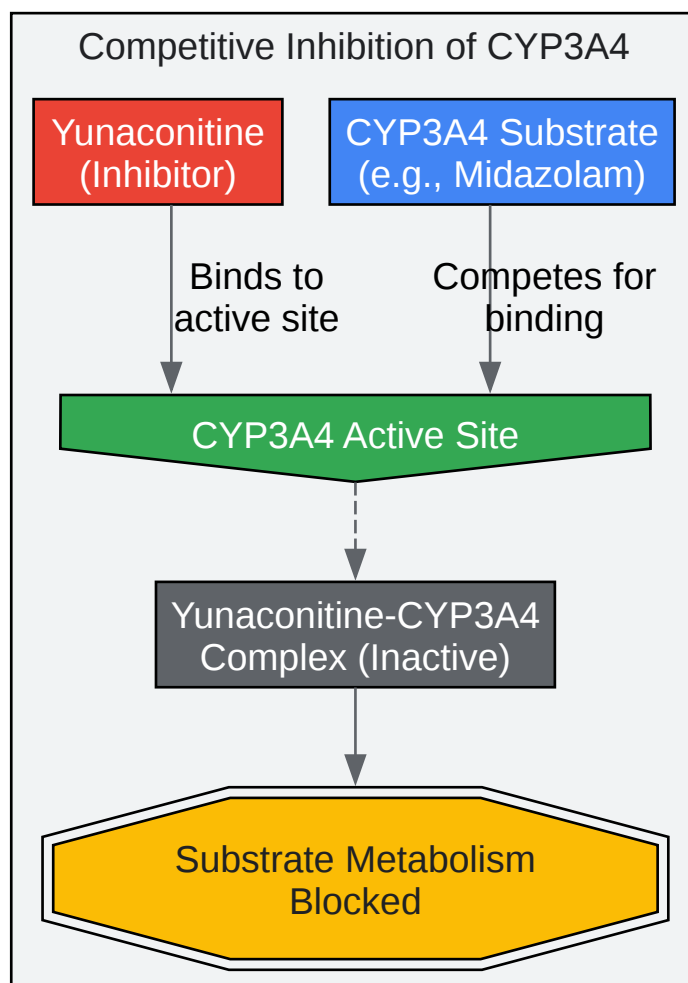 Competitive Inhibition of CYP3A4
Yunaconitine
(Inhibitor)
CYP3A4 Substrate
(e.g., Midazolam)
Binds to
active site
Competes for
binding
CYP3A4 Active Site
Yunaconitine-CYP3A4
Complex (Inactive)
Substrate Metabolism
Blocked